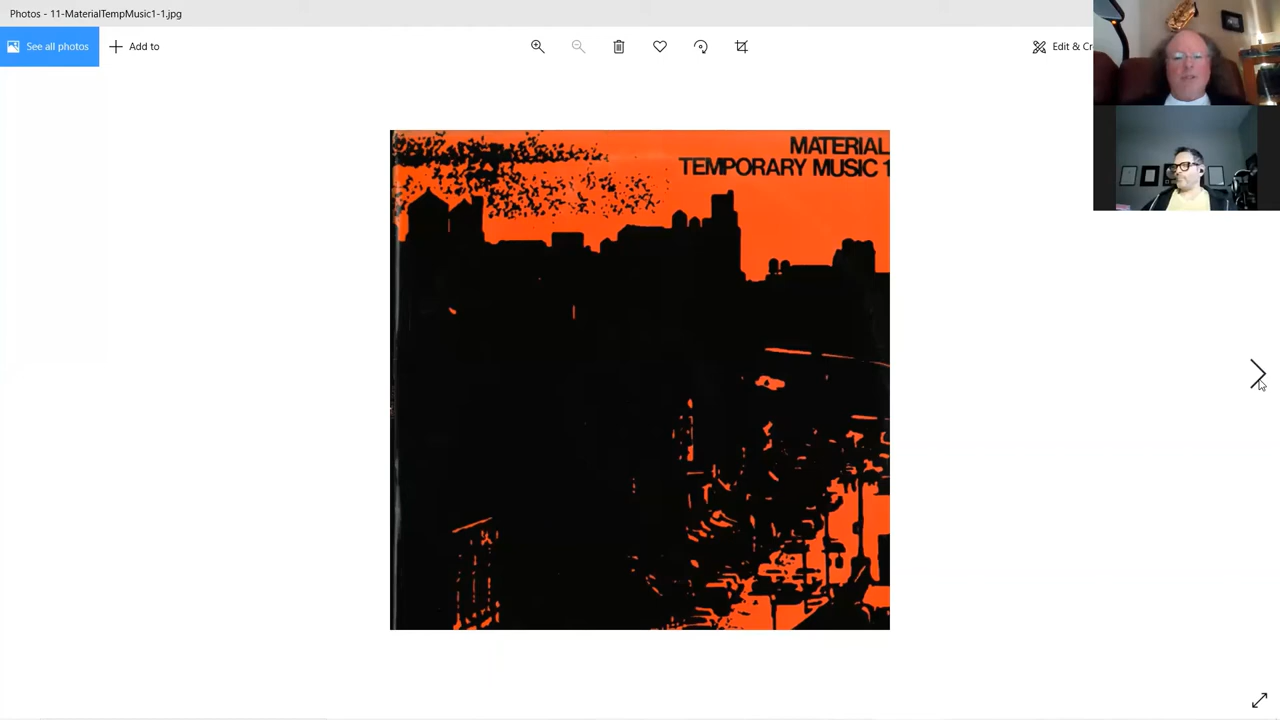 Photos - 11-MaterialTempMusic1-1.jpg
See all photos
Add to
Edit & Cr
MATERIAL
TEMPORARY MUSIC 1